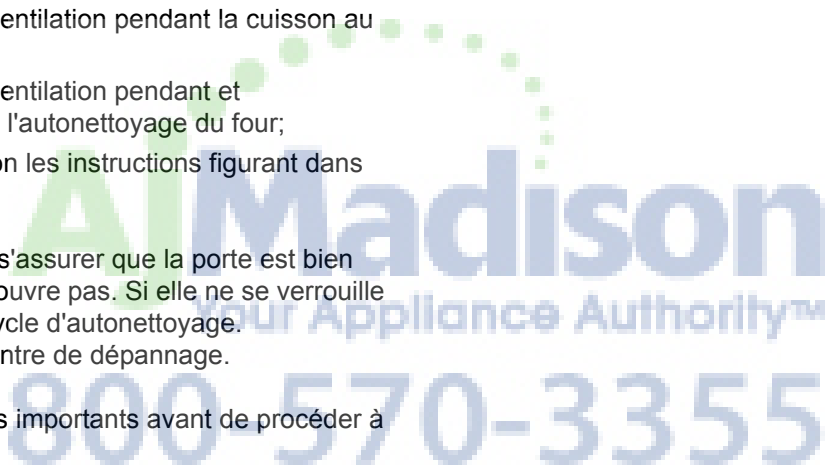 entilation pendant la cuisson au
entilation pendant et
l'autonettoyage du four;
on les instructions figurant dans
AjMadison
s'assurer que la porte est bien
ouvre pas. Si elle ne se verrouille
ycle d'autonettoyage.
Your Appliance Authority™
ntre de dépannage.
s importants avant de procéder à
800-570-3355